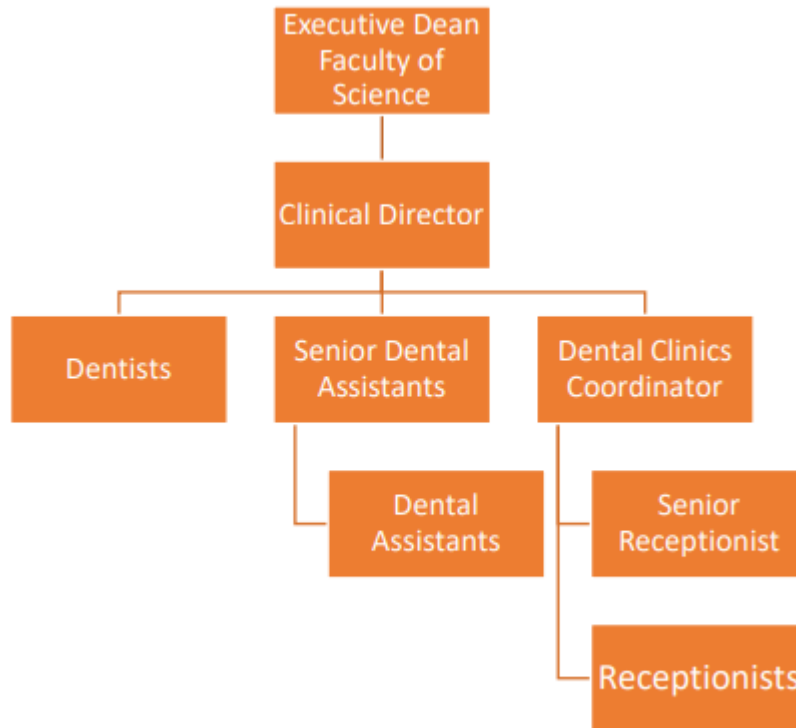 Executive Dean
Faculty of
Science
Clinical Director
Dentists
Senior Dental
Assistants
Dental Clinics
Coordinator
Dental
Assistants
Senior
Receptionist
Receptionists